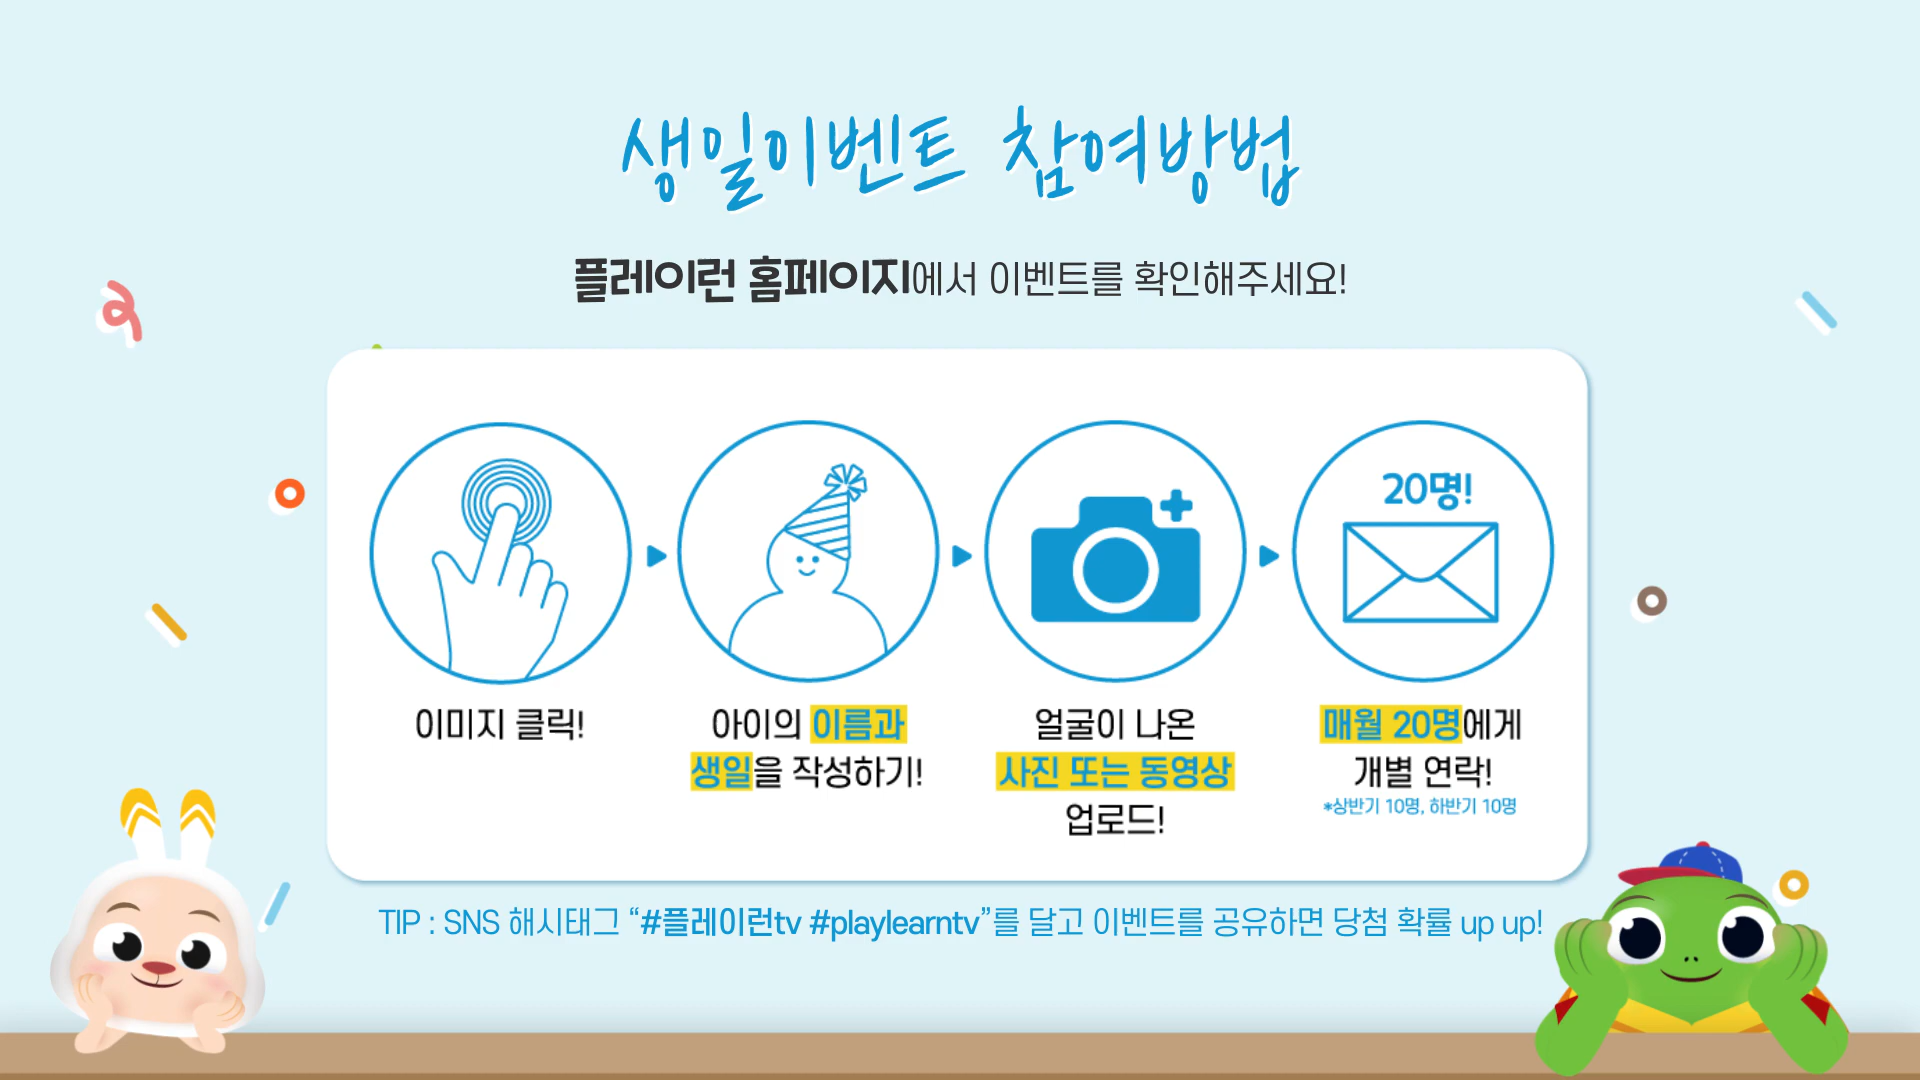 생일이벤트 참여방법
플레이런 홈페이지에서 이벤트를 확인해주세요!
이미지 클릭!
아이의 이름과
생일을 작성하기!
얼굴이 나온
사진 또는 동영상
업로드!
20명!
매월 20명에게
개별 연락!
*상반기 10명, 하반기 10명
TIP : SNS 해시태그 “#플레이런tv #playlearntv”를 달고 이벤트를 공유하면 당첨 확률 up up!